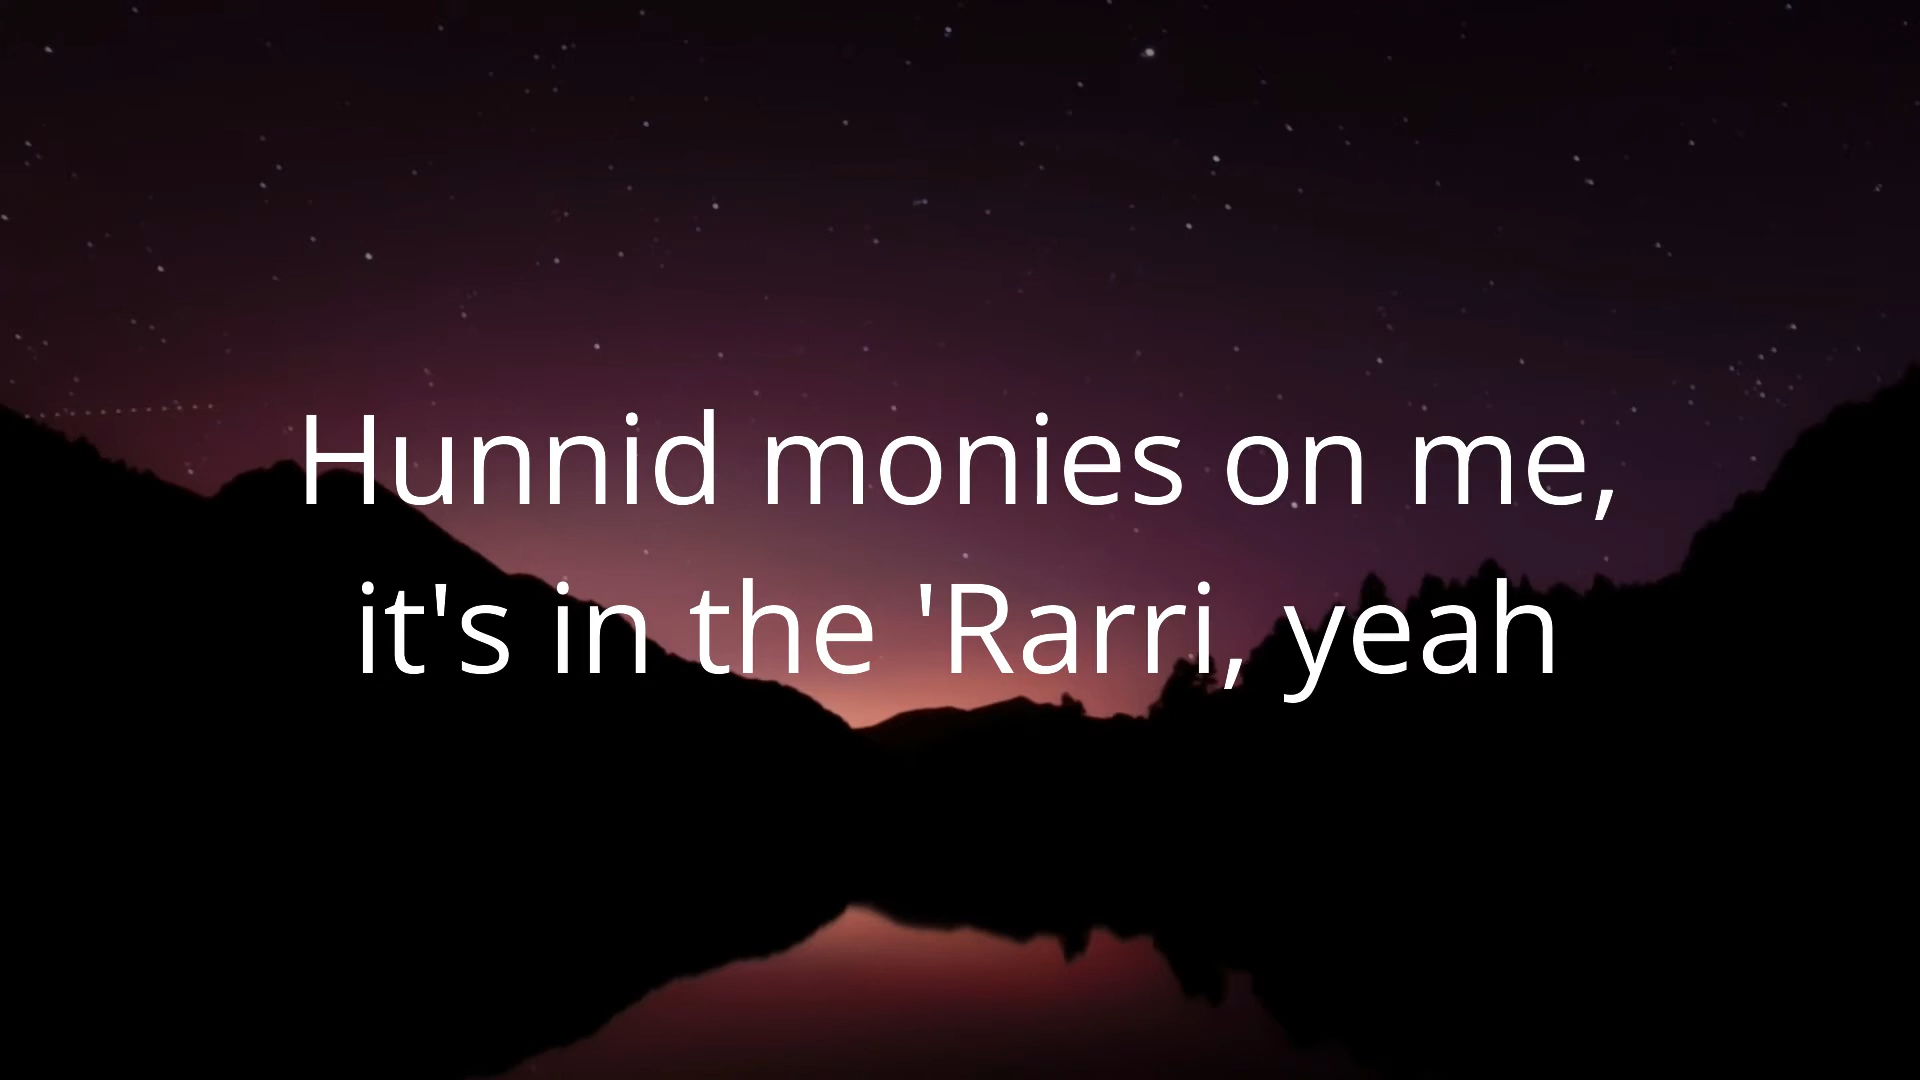 Hunnid monies on me,
it's in the 'Rarri, yeah